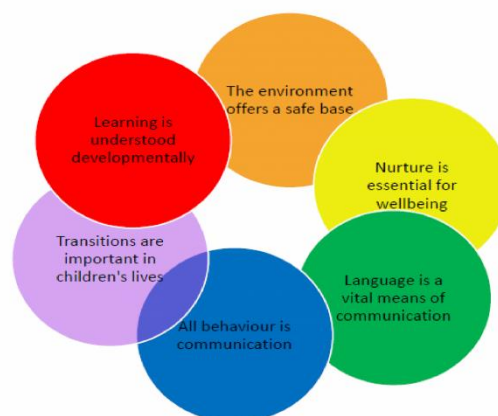 The environment
offers a safe base
Learning is
understood
developmentally
Nurture is
essential for
wellbeing
Transitions are
important in
children's lives
Language is a
vital means of
communication
All behaviour is
communication